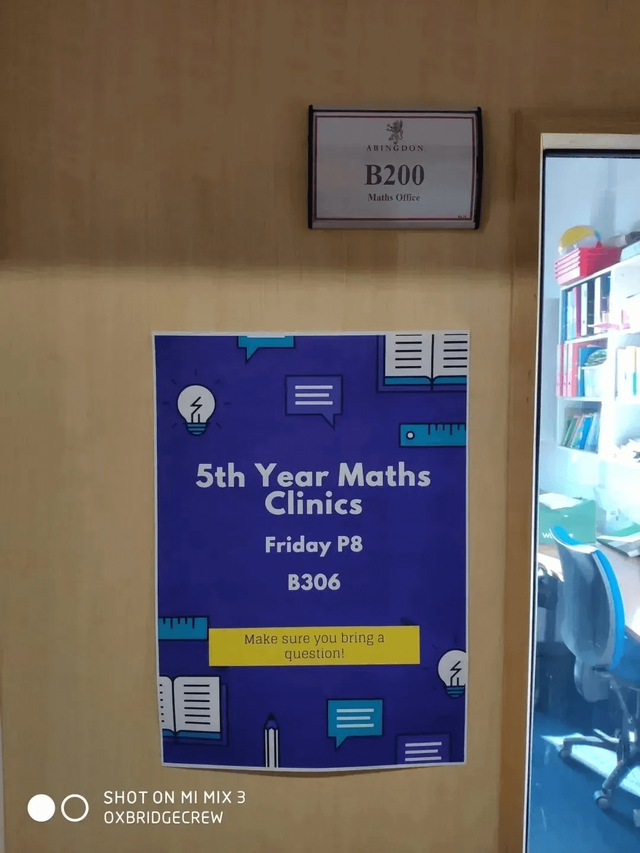 ABINGDON
B200
Maths Office
5th Year Maths
Clinics
Friday P8
B306
Make sure you bring a
question!
SHOT ON MI MIX 3
OXBRIDGECREW